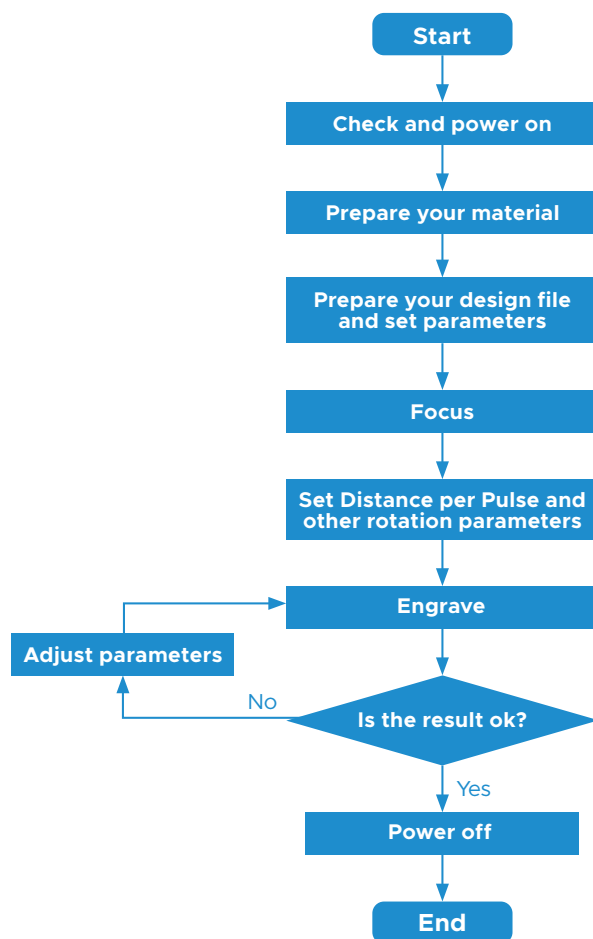 Start
Check and power on
Prepare your material
Prepare your design file
and set parameters
Focus
Set Distance per Pulse and
other rotation parameters
Engrave
Adjust parameters
No
Is the result ok?
Yes
Power off
End